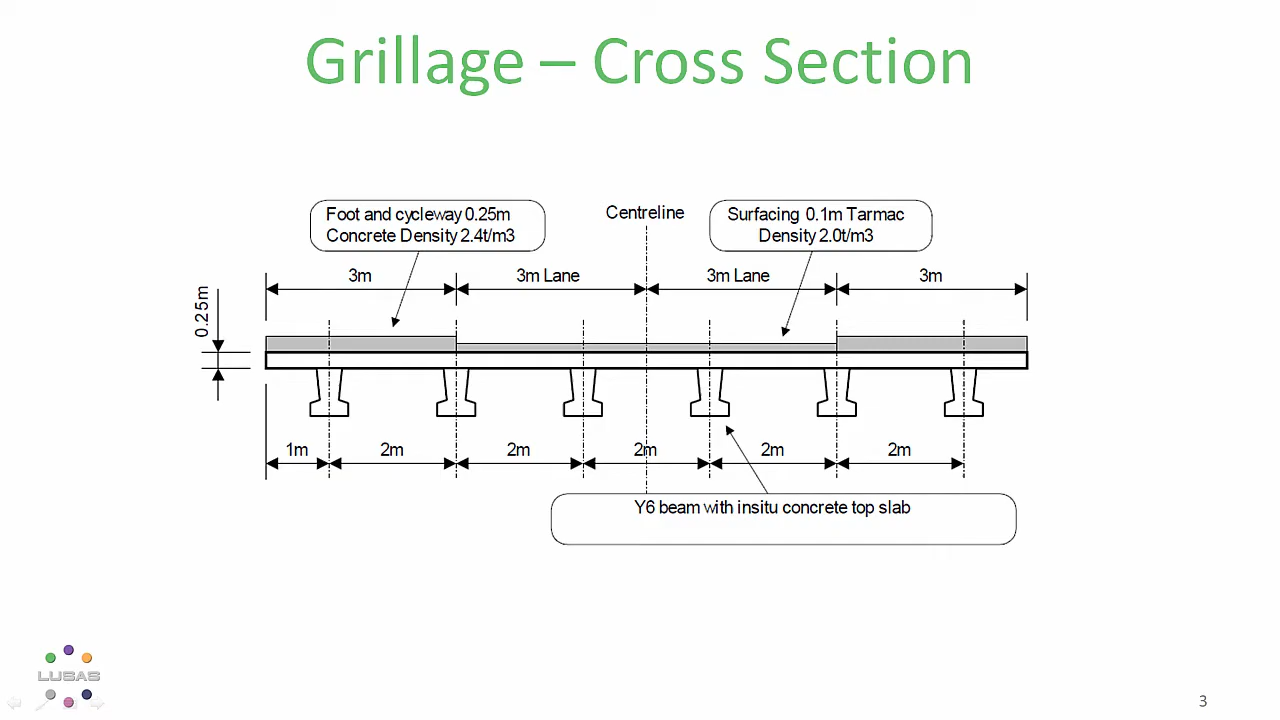 Grillage – Cross Section
Foot and cycleway 0.25m
Concrete Density 2.4t/m3
Centreline
Surfacing 0.1m Tarmac
Density 2.0t/m3
3m
3m Lane
3m Lane
3m
0.25m
1m
2m
2m
2m
2m
2m
Y6 beam with insitu concrete top slab
LUSAS
3